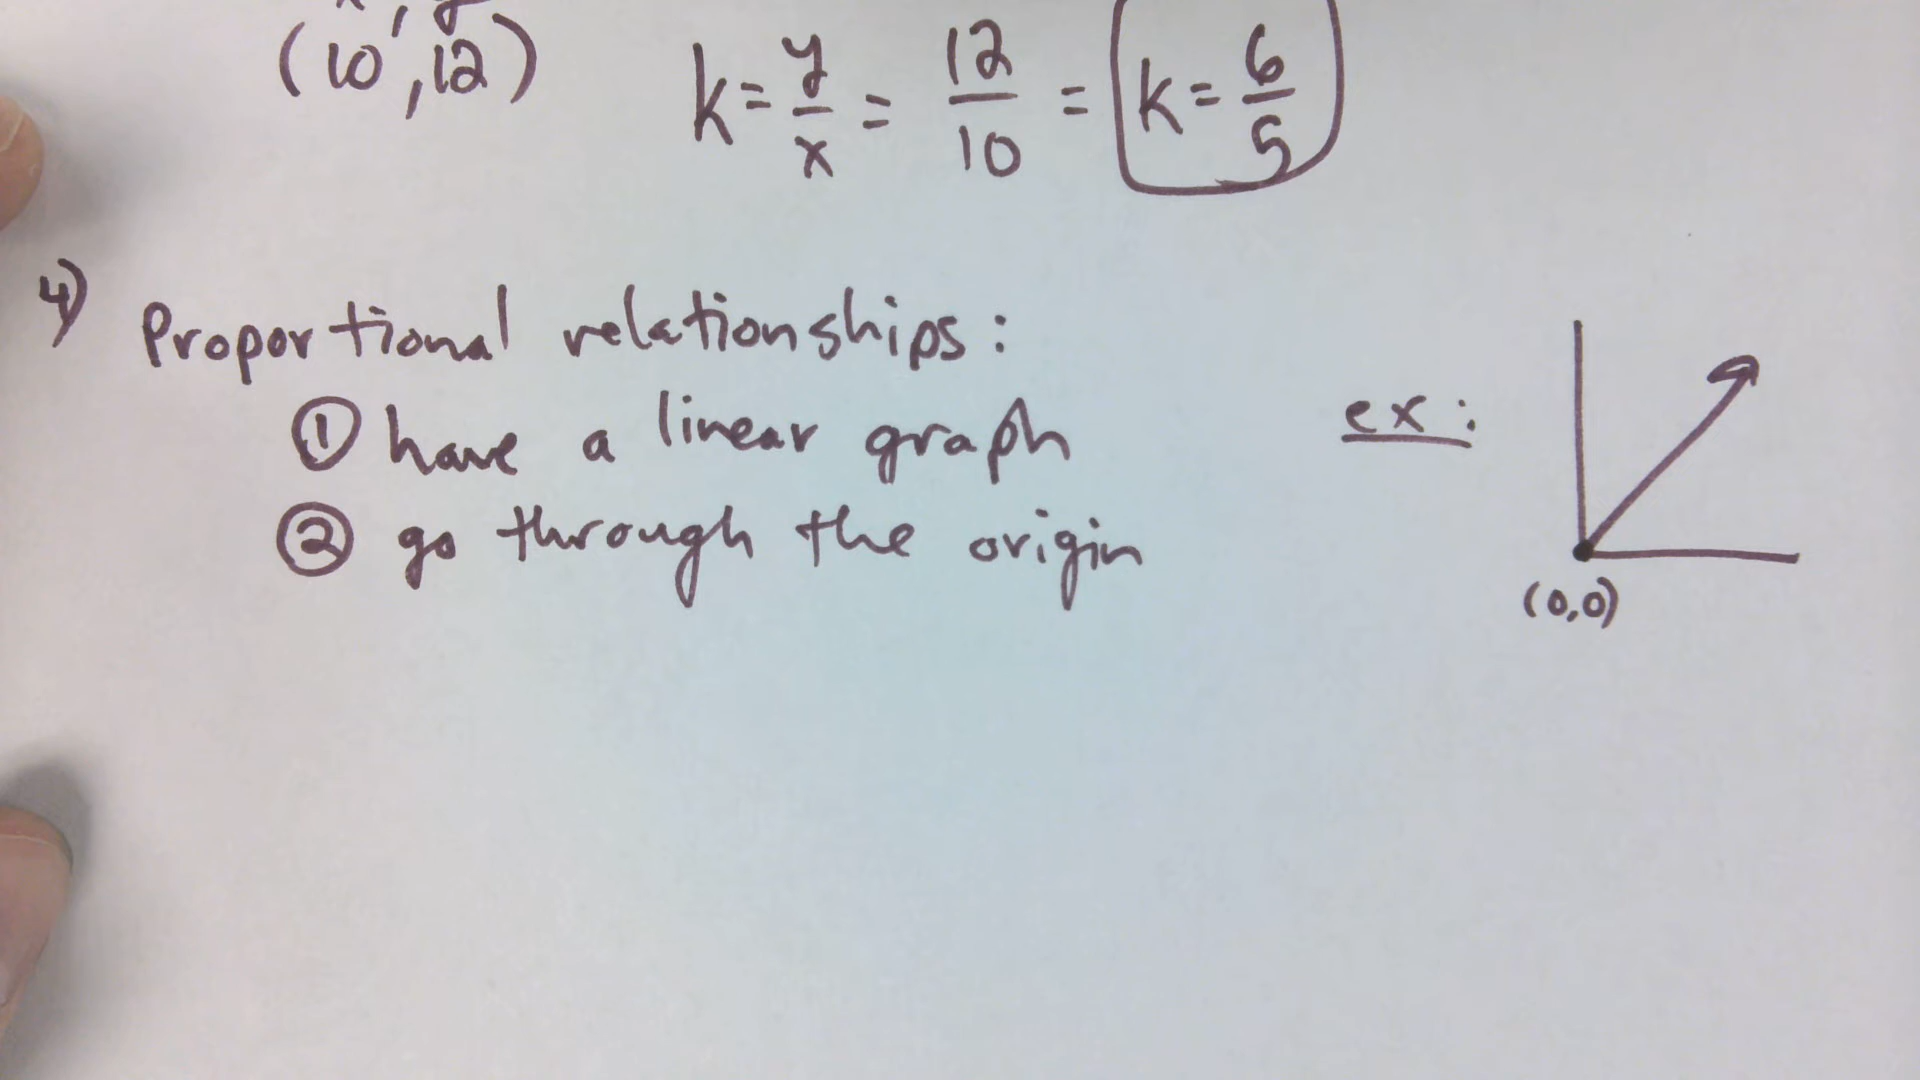 (10, 12)
k = y/x = 12/10 = k = 6/5
4) Proportional relationships:
① have a linear graph
② go through the origin
ex:
(0,0)